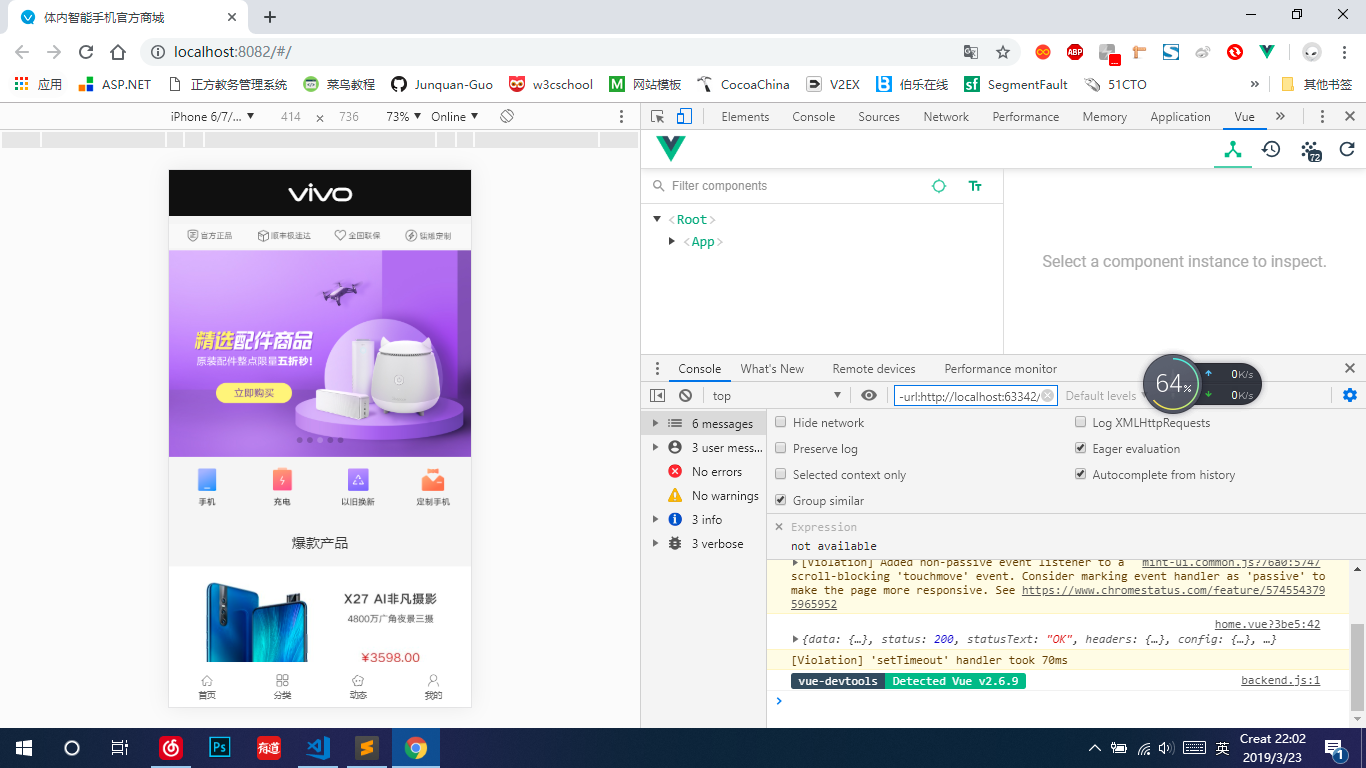 体内智能手机官方商城
localhost:8082/#/
应用 ASP.NET 正方教务管理系统 菜鸟教程 Junquan-Guo w3cschool 网站模板 CocoaChina V2EX 伯乐在线 SegmentFault 51CTO » 其他书签
iPhone 6/7/... 414 × 736 73% Online
Elements Console Sources Network Performance Memory Application Vue »
72
Filter components
<Root>
<App>
Select a component instance to inspect.
vivo
官方正品 顺丰极速达 全国联保 镭雕定制
精选配件商品
原装配件整点限量五折秒!
立即购买
手机 充电 以旧换新 定制手机
爆款产品
X27 AI非凡摄影
4800万广角夜景三摄
¥3598.00
首页 分类 动态 我的
Console What's New Remote devices Performance monitor
top -url:http://localhost:63342/ Default levels
64% 0K/s
0K/s
6 messages
3 user mess...
No errors
No warnings
3 info
3 verbose
Hide network Log XMLHttpRequests
Preserve log Eager evaluation
Selected context only Autocomplete from history
Group similar
Expression
not available
[Violation] Added non-passive event listener to a mint-ui.common.js?76a0:5747
scroll-blocking 'touchmove' event. Consider marking event handler as 'passive' to
make the page more responsive. See https://www.chromestatus.com/feature/574554379
5965952
home.vue?3be5:42
{data: {…}, status: 200, statusText: "OK", headers: {…}, config: {…}, …}
[Violation] 'setTimeout' handler took 70ms
vue-devtools Detected Vue v2.6.9 backend.js:1
Ps 有道 英 Creat 22:02
2019/3/23 1